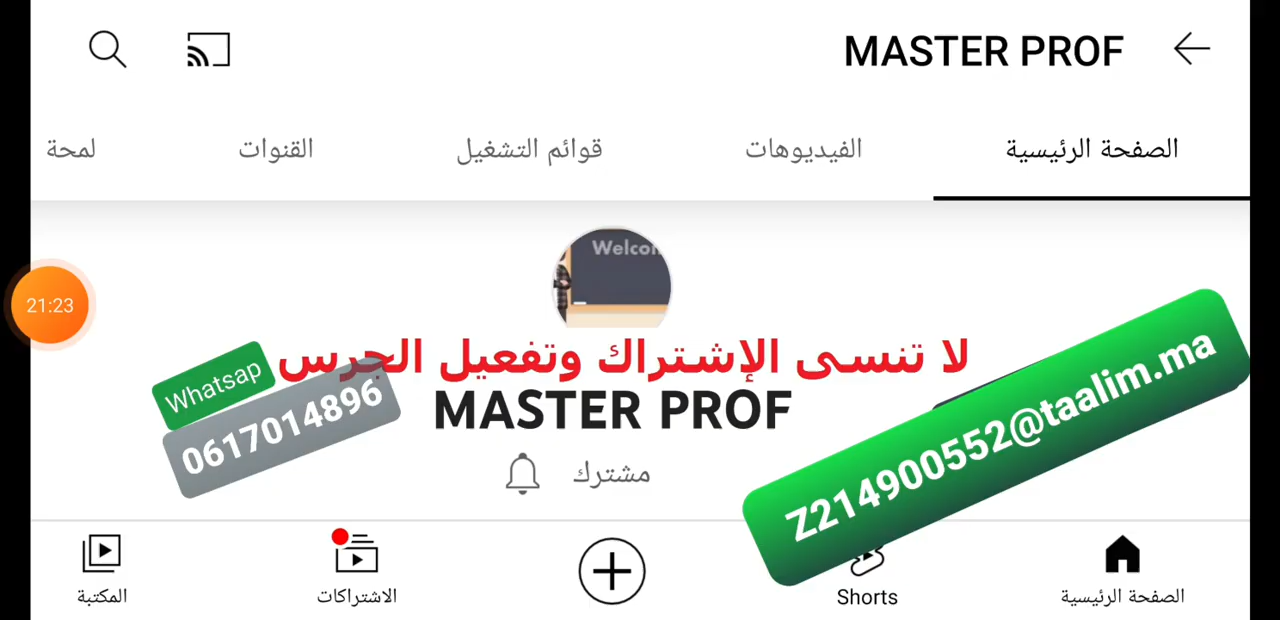 MASTER PROF
الصفحة الرئيسية
الفيديوهات
قوائم التشغيل
القنوات
لمحة
Welcom
21:23
لا تنسى الإشتراك وتفعيل الجرس
Whatsap
0617014896
MASTER PROF
Z214900552@taalim.ma
مشترك
الصفحة الرئيسية
Shorts
الاشتراكات
المكتبة